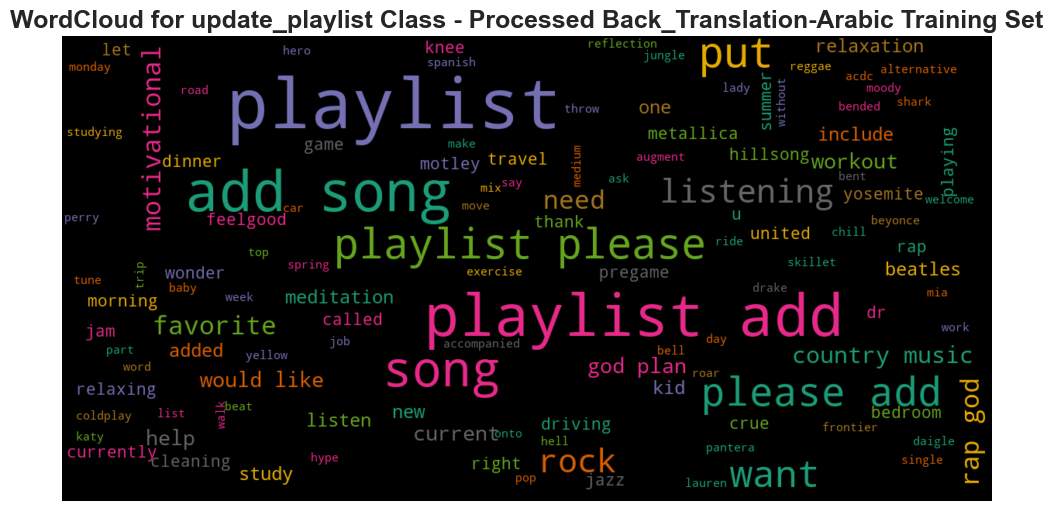 WordCloud for update_playlist Class - Processed Back_Translation-Arabic Training Set
let
hero
knee
spanish
reflection
jungle
put
relaxation
monday
motivational
road
playlist
throw
lady
summer
without
reggae
acdc
alternative
moody
bended
shark
one
studying
game
make
metallica
include
playing
dinner
motley
travel
medium
augment
hillsong
workout
bent
add song
mix
say
need
ask
listening
yosemite
welcome
perry
feelgood
car
move
thank
u
beyonce
playlist please
ride
united
chill
rap
top
spring
exercise
pregame
skillet
beatles
tune
trip
wonder
baby
week
meditation
drake
mia
morning
playlist add
dr
jam
favorite
called
work
part
added
yellow
job
accompanied
bell
day
country music
word
would like
song
god plan
roar
relaxing
kid
please add
rap god
coldplay
list
walk
beat
listen
new
driving
crue
bedroom
frontier
katy
help
current
onto
hell
daigle
currently
cleaning
hype
right
rock
pantera
single
study
pop
jazz
lauren
want